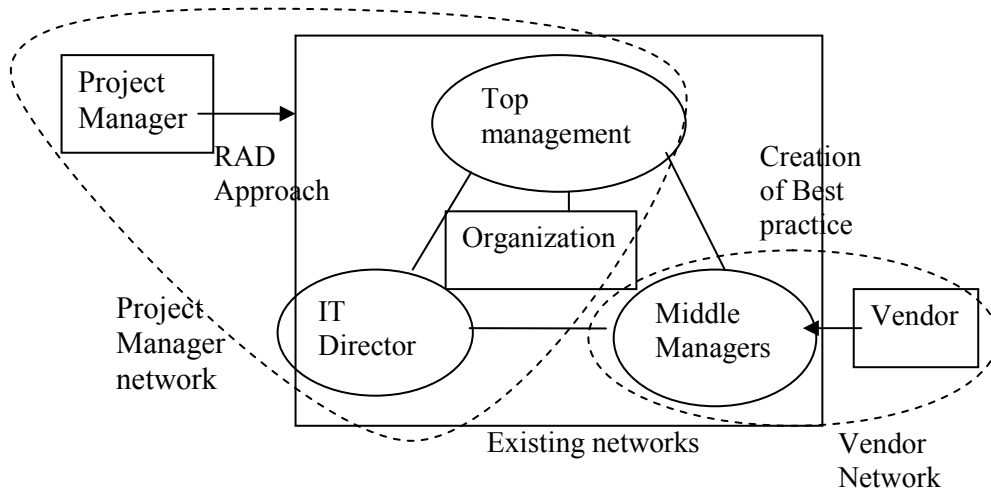 Project
Manager
Top
management
RAD
Approach
Creation
of Best
practice
Organization
Project
Manager
network
IT
Director
Middle
Managers
Vendor
Existing networks
Vendor
Network